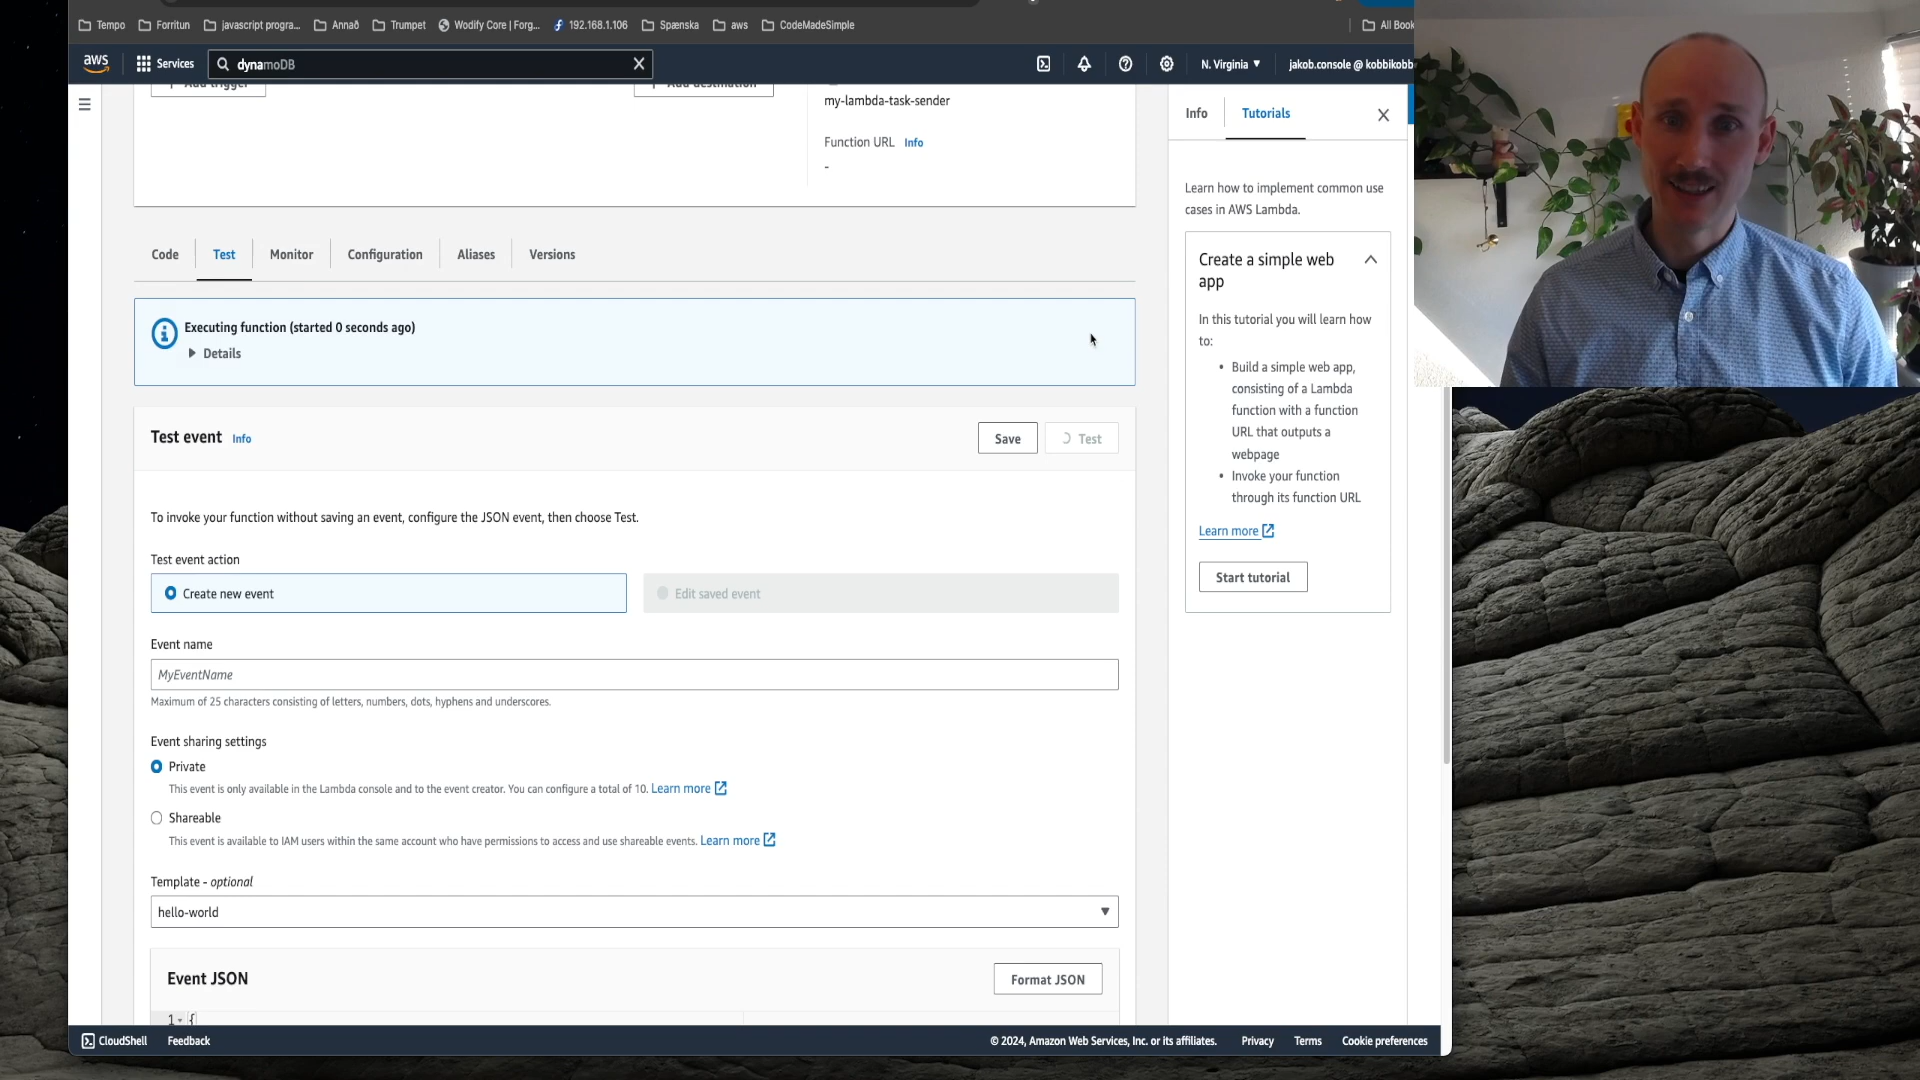 Tempo
Forritun
javascript progra...
Annað
Trumpet
Wodify Core | Forg...
192.168.1.106
Spænska
aws
CodeMadeSimple
All Book
aws
Services
dynamoDB
N. Virginia
jakob.console @ kobbikobb
+ Add trigger
+ Add destination
my-lambda-task-sender
Function URL Info
-
Code
Test
Monitor
Configuration
Aliases
Versions
Executing function (started 0 seconds ago)
Details
Test event Info
Save
Test
To invoke your function without saving an event, configure the JSON event, then choose Test.
Test event action
Create new event
Edit saved event
Event name
MyEventName
Maximum of 25 characters consisting of letters, numbers, dots, hyphens and underscores.
Event sharing settings
Private
This event is only available in the Lambda console and to the event creator. You can configure a total of 10. Learn more
Shareable
This event is available to IAM users within the same account who have permissions to access and use shareable events. Learn more
Template - optional
hello-world
Event JSON
Format JSON
1 {
Info
Tutorials
Learn how to implement common use
cases in AWS Lambda.
Create a simple web
app
In this tutorial you will learn how
to:
• Build a simple web app,
consisting of a Lambda
function with a function
URL that outputs a
webpage
• Invoke your function
through its function URL
Learn more
Start tutorial
CloudShell
Feedback
© 2024, Amazon Web Services, Inc. or its affiliates.
Privacy
Terms
Cookie preferences